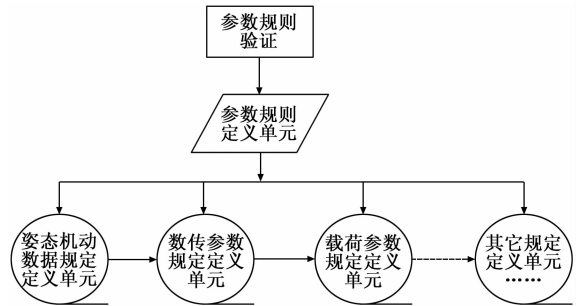 参数规则
验证
参数规则
定义单元
姿态机动
数据规定
定义单元
数传参数
规定定义
单元
载荷参数
规定定义
单元
其它规定
定义单元
……